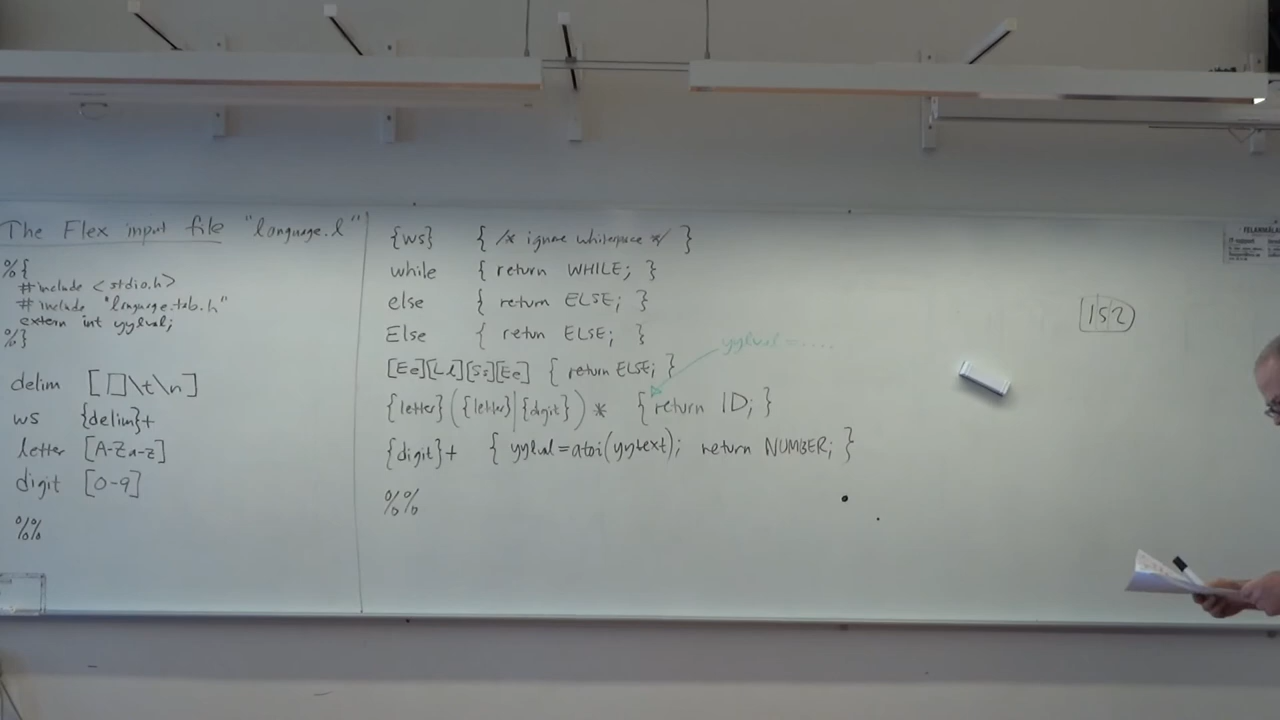 The Flex input file "language.l"
%{
#include <stdio.h>
#include "language.tab.h"
extern int yylval;
%}
delim [[]\t\n]
ws {delim}+
letter [A-Za-z]
digit [0-9]
%%
{ws} { /* ignore whitespace */ }
while { return WHILE; }
else { return ELSE; }
Else { return ELSE; }
[Ee][Ll][Ss][Ee] { return ELSE; }
yylval = ....
{letter}({letter}|{digit})* { return ID; }
{digit}+ { yylval=atoi(yytext); return NUMBER; }
%%
152
FELANMÄLA